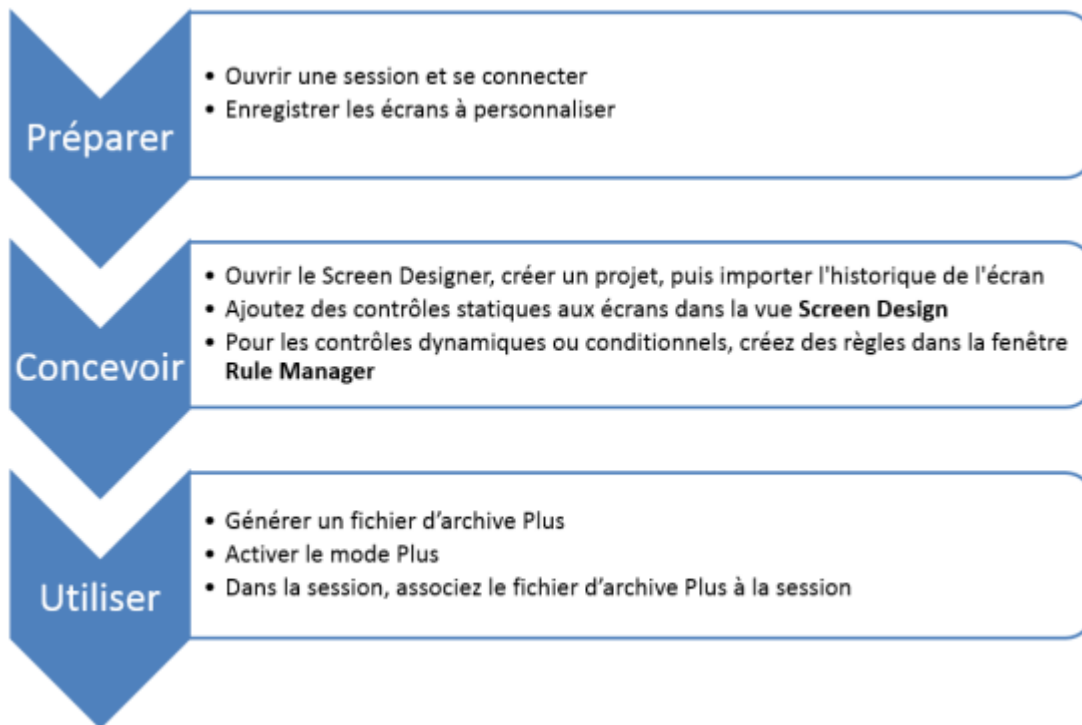 Préparer
• Ouvrir une session et se connecter
• Enregistrer les écrans à personnaliser
Concevoir
• Ouvrir le Screen Designer, créer un projet, puis importer l'historique de l'écran
• Ajoutez des contrôles statiques aux écrans dans la vue Screen Design
• Pour les contrôles dynamiques ou conditionnels, créez des règles dans la fenêtre
Rule Manager
Utiliser
• Générer un fichier d’archive Plus
• Activer le mode Plus
• Dans la session, associez le fichier d’archive Plus à la session